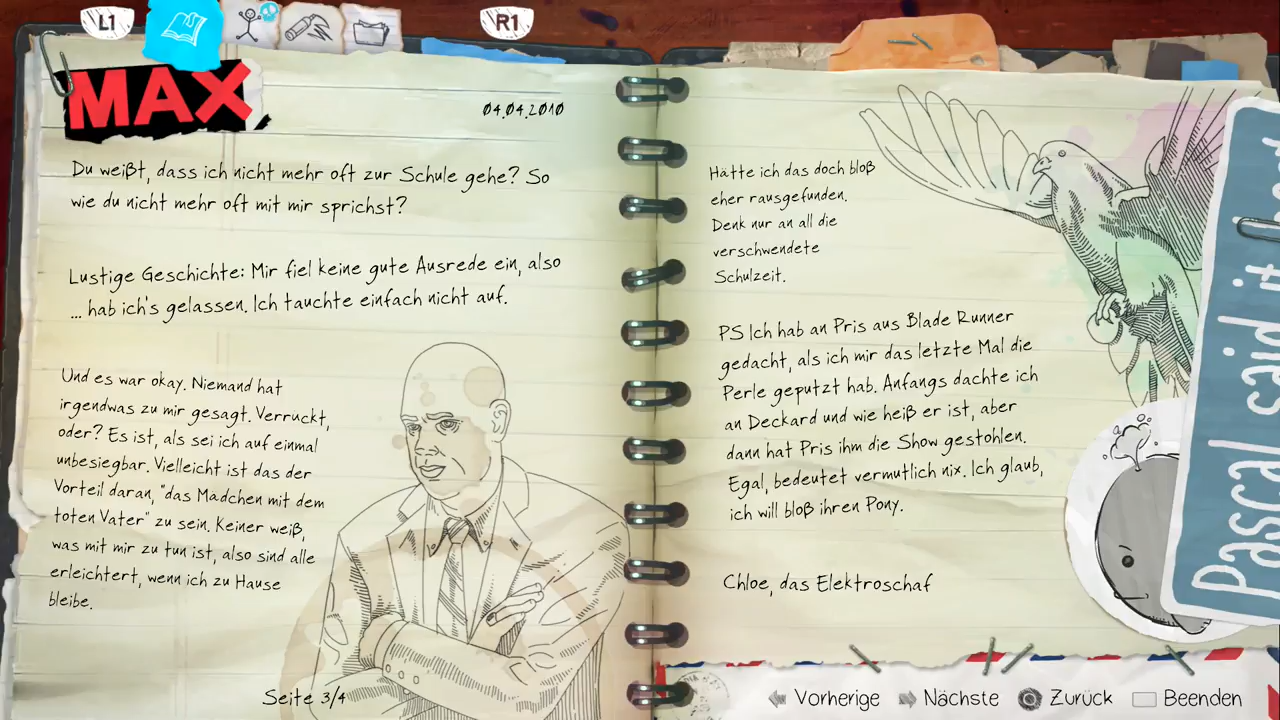 L1
R1
MAX
04.04.2010
Du weißt, dass ich nicht mehr oft zur Schule gehe? So
wie du nicht mehr oft mit mir sprichst?
Lustige Geschichte: Mir fiel keine gute Ausrede ein, also
... hab ich's gelassen. Ich tauchte einfach nicht auf.
Und es war okay. Niemand hat
irgendwas zu mir gesagt. Verruckt,
oder? Es ist, als sei ich auf einmal
unbesiegbar. Vielleicht ist das der
Vorteil daran, "das Madchen mit dem
toten Vater" zu sein. Keiner weiß,
was mit mir zu tun ist, also sind alle
erleichtert, wenn ich zu Hause
bleibe.
Seite 3/4
Hätte ich das doch bloß
eher rausgefunden.
Denk nur an all die
verschwendete
Schulzeit.
PS Ich hab an Pris aus Blade Runner
gedacht, als ich mir das letzte Mal die
Perle geputzt hab. Anfangs dachte ich
an Deckard und wie heiß er ist, aber
dann hat Pris ihm die Show gestohlen.
Egal, bedeutet vermutlich nix. Ich glaub,
ich will bloß ihren Pony.
Chloe, das Elektroschaf
Pascal said it
Vorherige
Nächste
Zurück
Beenden